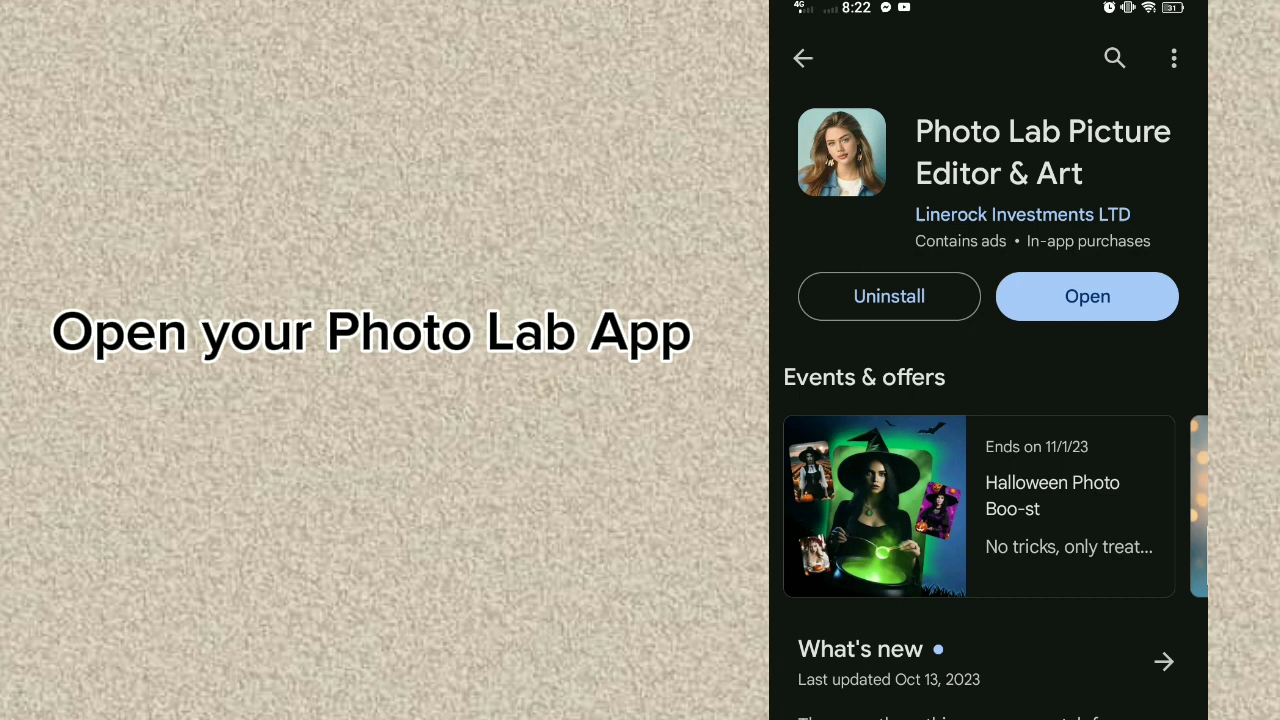 Open your Photo Lab App
4G
8:22
31
Photo Lab Picture
Editor & Art
Linerock Investments LTD
Contains ads • In-app purchases
Uninstall
Open
Events & offers
Ends on 11/1/23
Halloween Photo
Boo-st
No tricks, only treat...
What's new
Last updated Oct 13, 2023